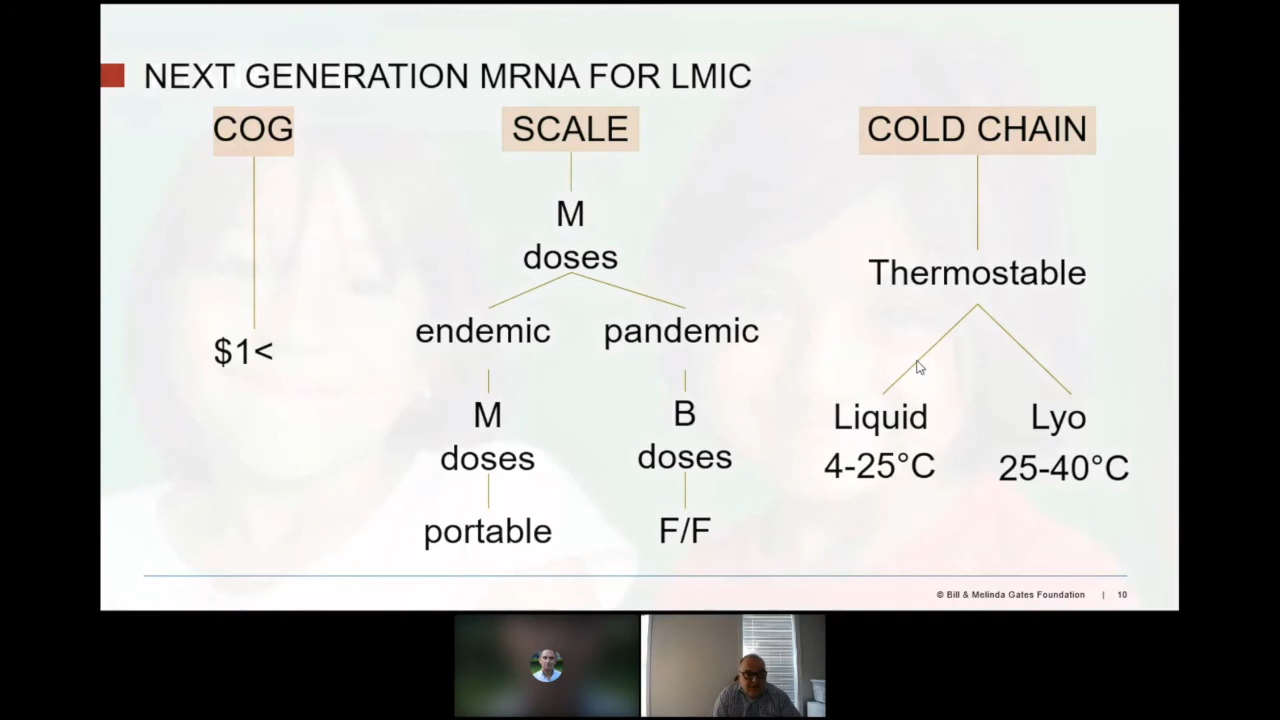 NEXT GENERATION MRNA FOR LMIC
COG
$1<
SCALE
M
doses
endemic
M
doses
portable
pandemic
B
doses
F/F
COLD CHAIN
Thermostable
Liquid
4-25°C
Lyo
25-40°C
© Bill & Melinda Gates Foundation | 10